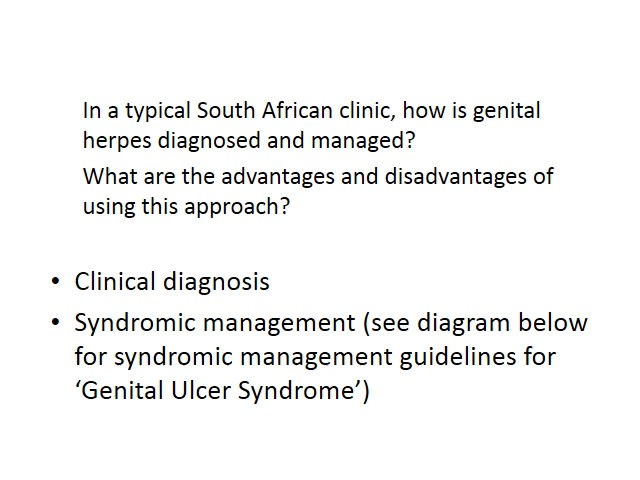 In a typical South African clinic, how is genital
herpes diagnosed and managed?
What are the advantages and disadvantages of
using this approach?
• Clinical diagnosis
• Syndromic management (see diagram below
for syndromic management guidelines for
‘Genital Ulcer Syndrome’)